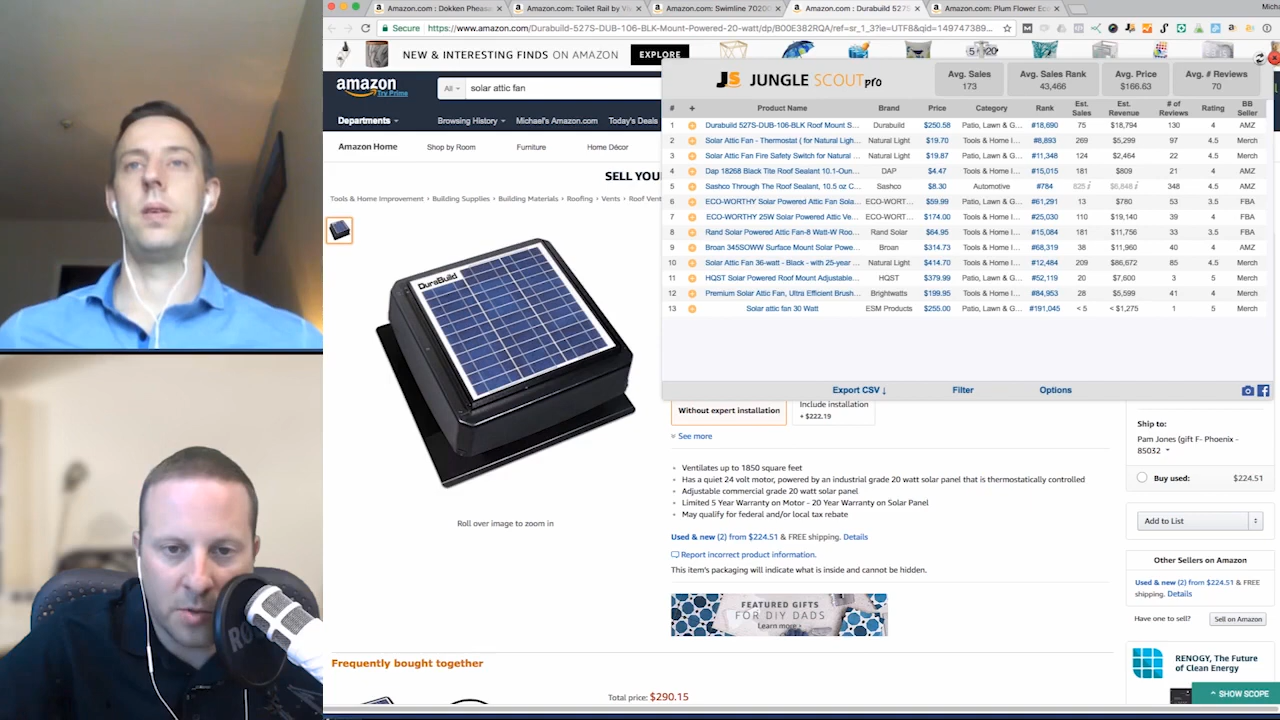 Amazon.com : Dokken Pheasa
Amazon.com: Toilet Rail by Vi
Amazon.com: Swimline 70200
Amazon.com : Durabuild 527S
Amazon.com: Plum Flower Ec
Secure
https://www.amazon.com/Durabuild-527S-DUB-106-BLK-Mount-Powered-20-watt/dp/B00E382RQA/ref=sr_1_3?ie=UTF8&qid=149747389
NEW & INTERESTING FINDS ON AMAZON
EXPLORE
amazon
Try Prime
All
solar attic fan
Departments
Browsing History
Michael's Amazon.com
Today's Deals
Amazon Home
Shop by Room
Furniture
Home Décor
SELL YOU
Tools & Home Improvement › Building Supplies › Building Materials › Roofing › Vents › Roof Vent
JS JUNGLE SCOUT pro
Avg. Sales
173
Avg. Sales Rank
43,466
Avg. Price
$166.63
Avg. # Reviews
70
# + Product Name Brand Price Category Rank Est. Sales Est. Revenue # of Reviews Rating BB Seller
1 Durabuild 527S-DUB-106-BLK Roof Mount S... Durabuild $250.58 Patio, Lawn & G... #18,690 75 $18,794 130 4 AMZ
2 Solar Attic Fan - Thermostat ( for Natural Ligh... Natural Light $19.70 Tools & Home I... #8,893 269 $5,299 97 4.5 Merch
3 Solar Attic Fan Fire Safety Switch for Natural ... Natural Light $19.87 Patio, Lawn & G... #11,348 124 $2,464 22 4.5 Merch
4 Dap 18268 Black Tite Roof Sealant 10.1-Oun... DAP $4.47 Tools & Home I... #15,015 181 $809 21 4 AMZ
5 Sashco Through The Roof Sealant, 10.5 oz C... Sashco $8.30 Automotive #784 825 $6,848 348 4.5 AMZ
6 ECO-WORTHY Solar Powered Attic Fan Sola... ECO-WORT... $59.99 Patio, Lawn & G... #61,291 13 $780 53 3.5 FBA
7 ECO-WORTHY 25W Solar Powered Attic Ve... ECO-WORT... $174.00 Tools & Home I... #25,030 110 $19,140 39 4 FBA
8 Rand Solar Powered Attic Fan-8 Watt-W Roo... Rand Solar $64.95 Tools & Home I... #15,084 181 $11,756 33 3.5 FBA
9 Broan 345SOWW Surface Mount Solar Powe... Broan $314.73 Tools & Home I... #68,319 38 $11,960 40 4 AMZ
10 Solar Attic Fan 36-watt - Black - with 25-year ... Natural Light $414.70 Tools & Home I... #12,484 209 $86,672 85 4.5 Merch
11 HQST Solar Powered Roof Mount Adjustable... HQST $379.99 Patio, Lawn & G... #52,119 20 $7,600 3 5 Merch
12 Premium Solar Attic Fan, Ultra Efficient Brush... Brightwatts $199.95 Tools & Home I... #84,953 28 $5,599 41 4 Merch
13 Solar attic fan 30 Watt ESM Products $255.00 Patio, Lawn & G... #191,045 < 5 < $1,275 1 5 Merch
Export CSV ↓
Filter
Options
DuraBuild
Roll over image to zoom in
Without expert installation
Include installation
+ $222.19
See more
Ventilates up to 1850 square feet
Has a quiet 24 volt motor, powered by an industrial grade 20 watt solar panel that is thermostatically controlled
Adjustable commercial grade 20 watt solar panel
Limited 5 Year Warranty on Motor - 20 Year Warranty on Solar Panel
May qualify for federal and/or local tax rebate
Used & new (2) from $224.51 & FREE shipping. Details
Report incorrect product information.
This item's packaging will indicate what is inside and cannot be hidden.
FEATURED GIFTS
FOR DIY DADS
Learn more ›
Ship to:
Pam Jones (gift F- Phoenix -
85032
Buy used:
$224.51
Add to List
Other Sellers on Amazon
Used & new (2) from $224.51 & FREE
shipping. Details
Have one to sell?
Sell on Amazon
RENOGY, The Future
of Clean Energy
SHOW SCOPE
Frequently bought together
Total price: $290.15